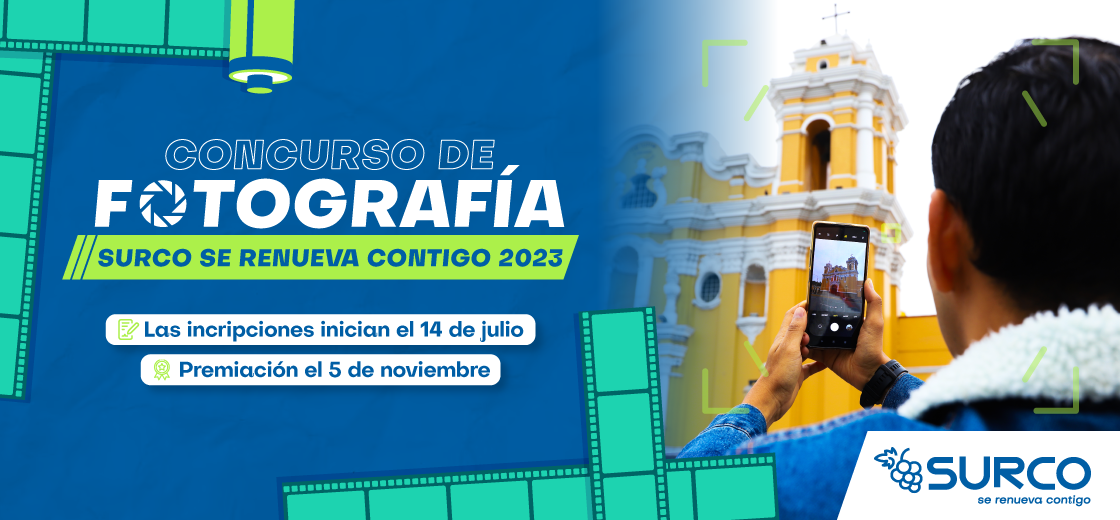 CONCURSO DE
FOTOGRAFÍA
SURCO SE RENUEVA CONTIGO 2023
Las incripciones inician el 14 de julio
Premiación el 5 de noviembre
SURCO
se renueva contigo